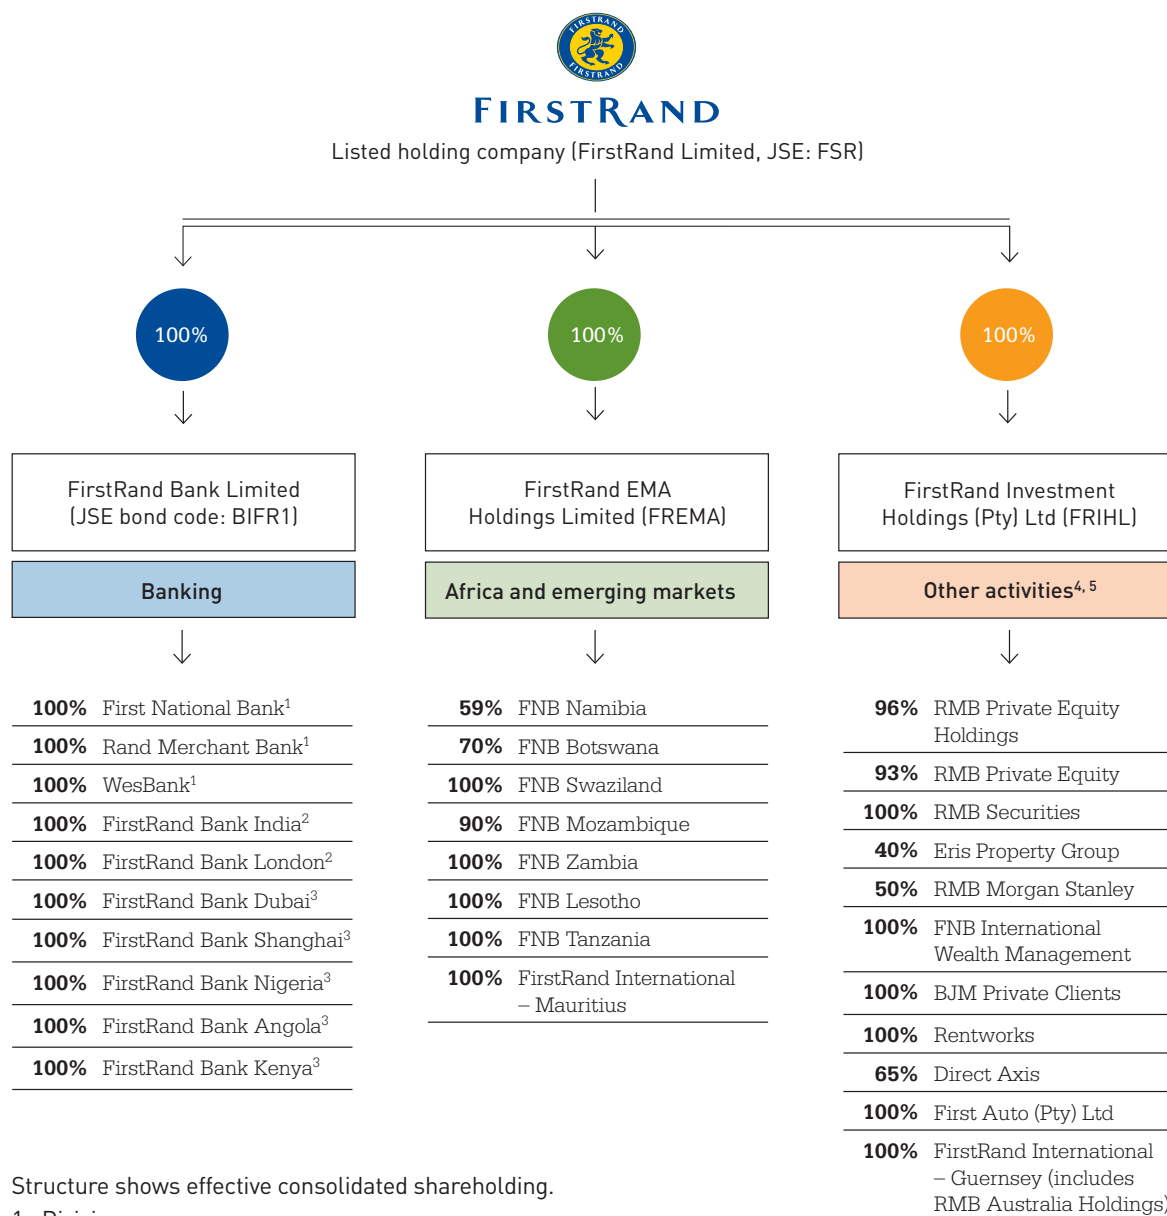 FIRSTRAND
FIRSTRAND
FIRSTRAND
Listed holding company (FirstRand Limited, JSE: FSR)
100%
100%
100%
FirstRand Bank Limited
(JSE bond code: BIFR1)
Banking
100% First National Bank1
100% Rand Merchant Bank1
100% WesBank1
100% FirstRand Bank India2
100% FirstRand Bank London2
100% FirstRand Bank Dubai3
100% FirstRand Bank Shanghai3
100% FirstRand Bank Nigeria3
100% FirstRand Bank Angola3
100% FirstRand Bank Kenya3
FirstRand EMA
Holdings Limited (FREMA)
Africa and emerging markets
59% FNB Namibia
70% FNB Botswana
100% FNB Swaziland
90% FNB Mozambique
100% FNB Zambia
100% FNB Lesotho
100% FNB Tanzania
100% FirstRand International
– Mauritius
FirstRand Investment
Holdings (Pty) Ltd (FRIHL)
Other activities4, 5
96% RMB Private Equity
Holdings
93% RMB Private Equity
100% RMB Securities
40% Eris Property Group
50% RMB Morgan Stanley
100% FNB International
Wealth Management
100% BJM Private Clients
100% Rentworks
65% Direct Axis
100% First Auto (Pty) Ltd
100% FirstRand International
– Guernsey (includes
RMB Australia Holdings)
Structure shows effective consolidated shareholding.